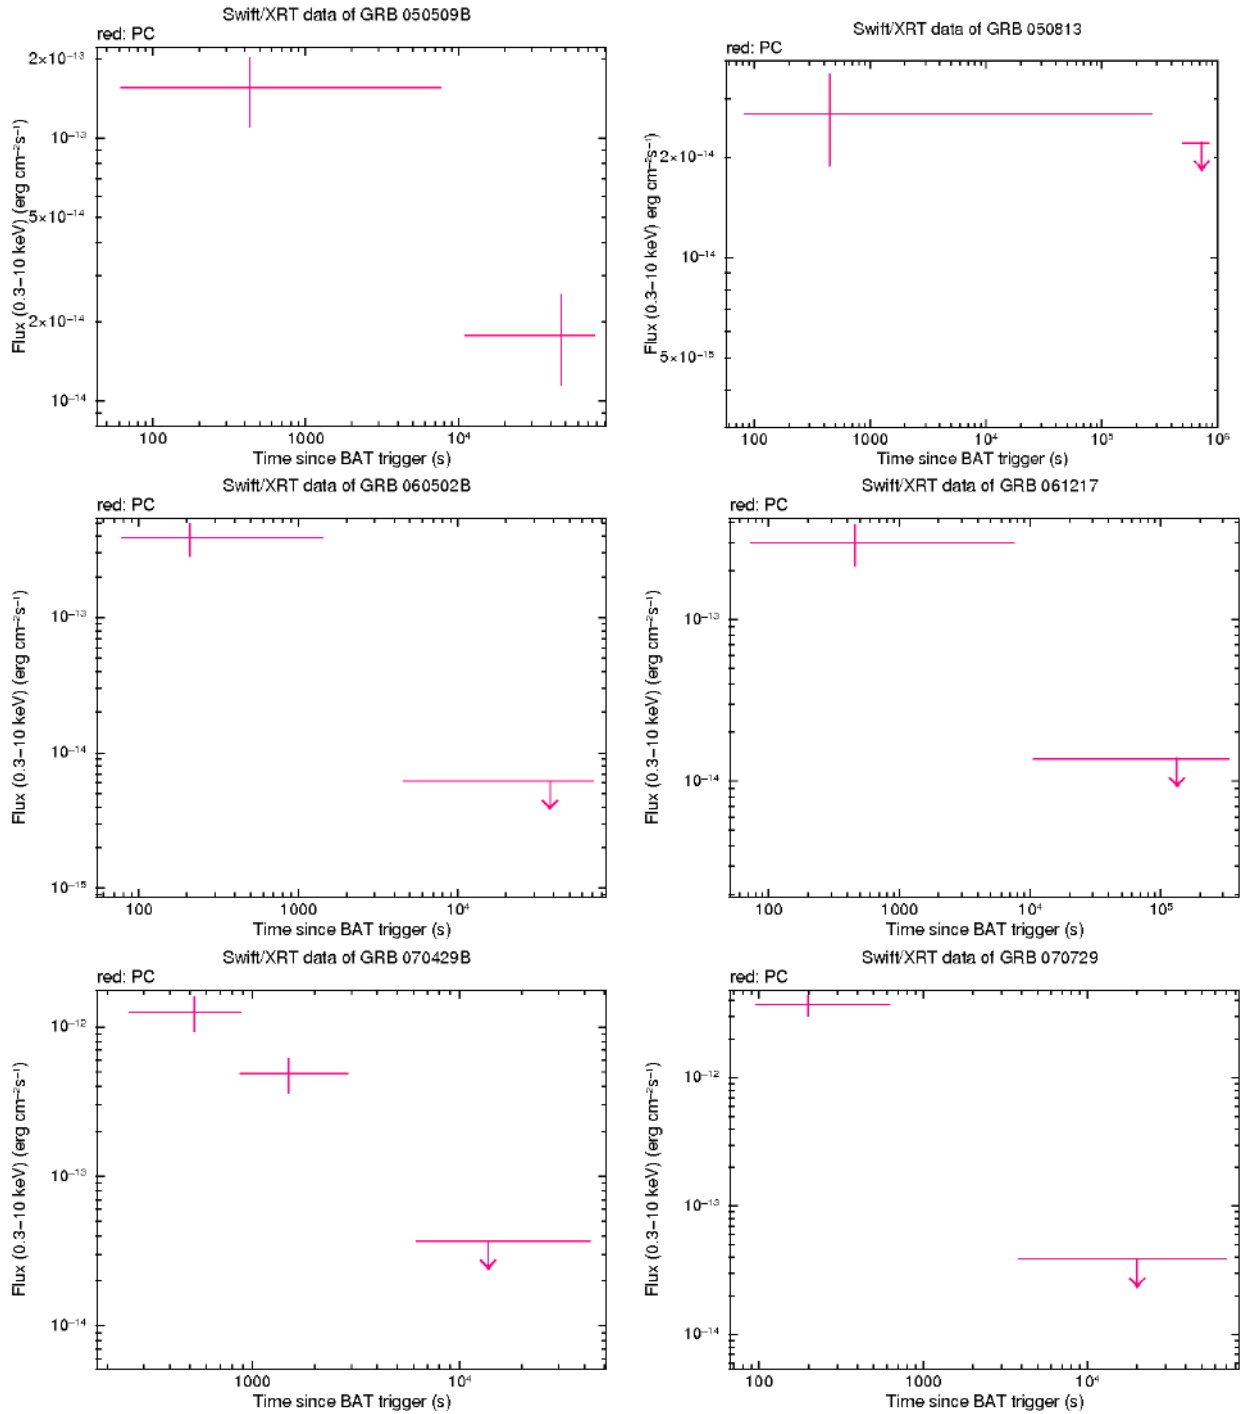 Swift/XRT data of GRB 050509B
red: PC
Flux (0.3–10 keV) (erg cm⁻²s⁻¹)
2×10⁻¹³
10⁻¹³
5×10⁻¹⁴
2×10⁻¹⁴
10⁻¹⁴
100 1000 10⁴
Time since BAT trigger (s)
Swift/XRT data of GRB 050813
red: PC
Flux (0.3–10 keV) erg cm⁻²s⁻¹)
2×10⁻¹⁴
10⁻¹⁴
5×10⁻¹⁵
100 1000 10⁴ 10⁵ 10⁶
Time since BAT trigger (s)
Swift/XRT data of GRB 060502B
red: PC
Flux (0.3–10 keV) (erg cm⁻²s⁻¹)
10⁻¹³
10⁻¹⁴
10⁻¹⁵
100 1000 10⁴
Time since BAT trigger (s)
Swift/XRT data of GRB 061217
red: PC
Flux (0.3–10 keV) (erg cm⁻²s⁻¹)
10⁻¹³
10⁻¹⁴
100 1000 10⁴ 10⁵
Time since BAT trigger (s)
Swift/XRT data of GRB 070429B
red: PC
Flux (0.3–10 keV) (erg cm⁻²s⁻¹)
10⁻¹²
10⁻¹³
10⁻¹⁴
1000 10⁴
Time since BAT trigger (s)
Swift/XRT data of GRB 070729
red: PC
Flux (0.3–10 keV) (erg cm⁻²s⁻¹)
10⁻¹²
10⁻¹³
10⁻¹⁴
100 1000 10⁴
Time since BAT trigger (s)